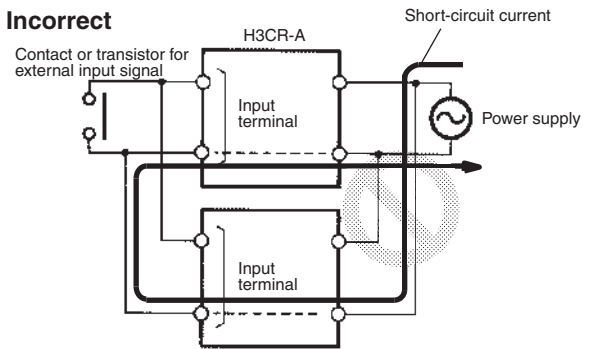 Incorrect
Short-circuit current
H3CR-A
Contact or transistor for
external input signal
Input
terminal
Power supply
Input
terminal